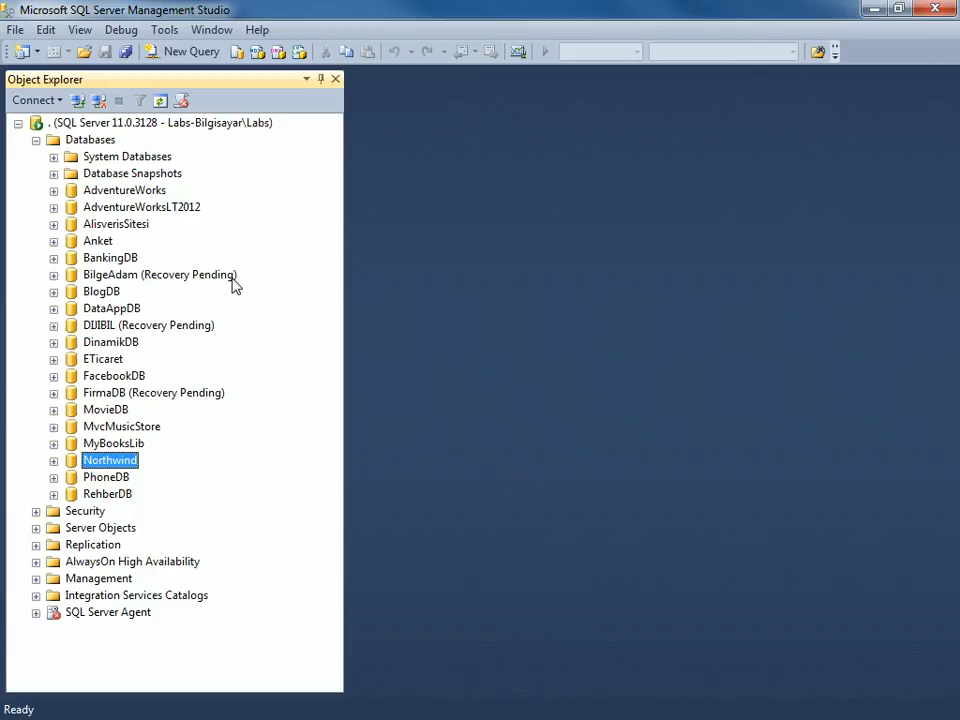 Microsoft SQL Server Management Studio
File Edit View Debug Tools Window Help
New Query
Object Explorer
Connect
. (SQL Server 11.0.3128 - Labs-Bilgisayar\Labs)
Databases
System Databases
Database Snapshots
AdventureWorks
AdventureWorksLT2012
AlisverisSitesi
Anket
BankingDB
BilgeAdam (Recovery Pending)
BlogDB
DataAppDB
DIJIBIL (Recovery Pending)
DinamikDB
ETicaret
FacebookDB
FirmaDB (Recovery Pending)
MovieDB
MvcMusicStore
MyBooksLib
Northwind
PhoneDB
RehberDB
Security
Server Objects
Replication
AlwaysOn High Availability
Management
Integration Services Catalogs
SQL Server Agent
Ready